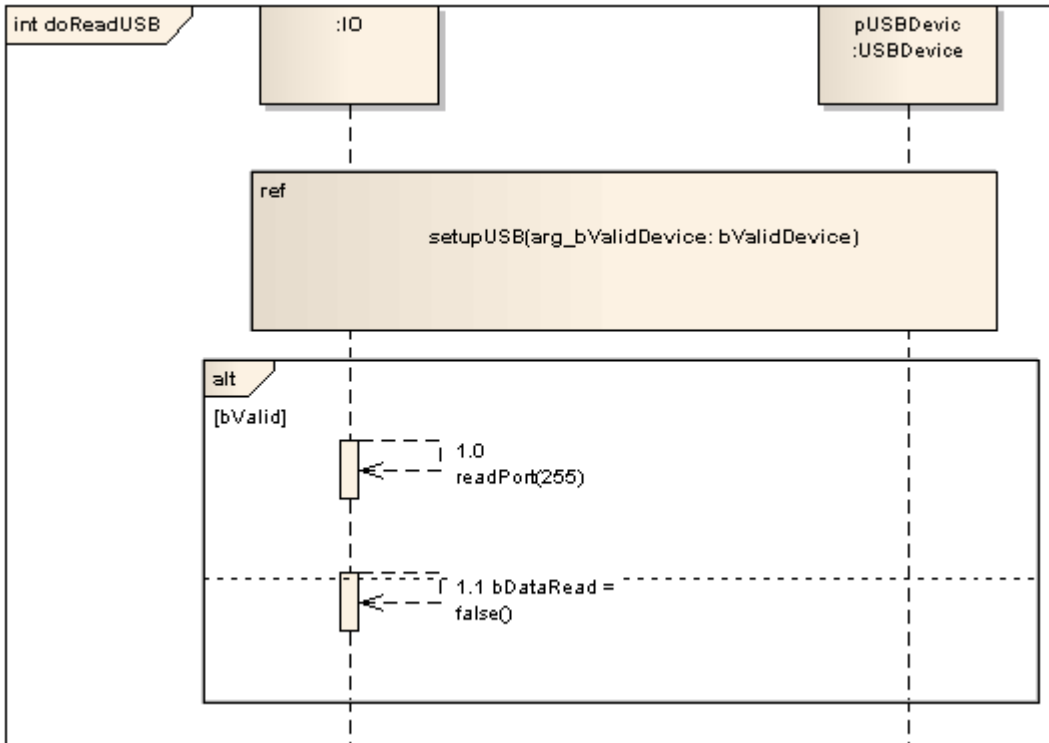 int doReadUSB
:IO
pUSBDevic
:USBDevice
ref
setupUSB(arg_bValidDevice: bValidDevice)
alt
[bValid]
1.0
readPort(255)
1.1 bDataRead =
false()